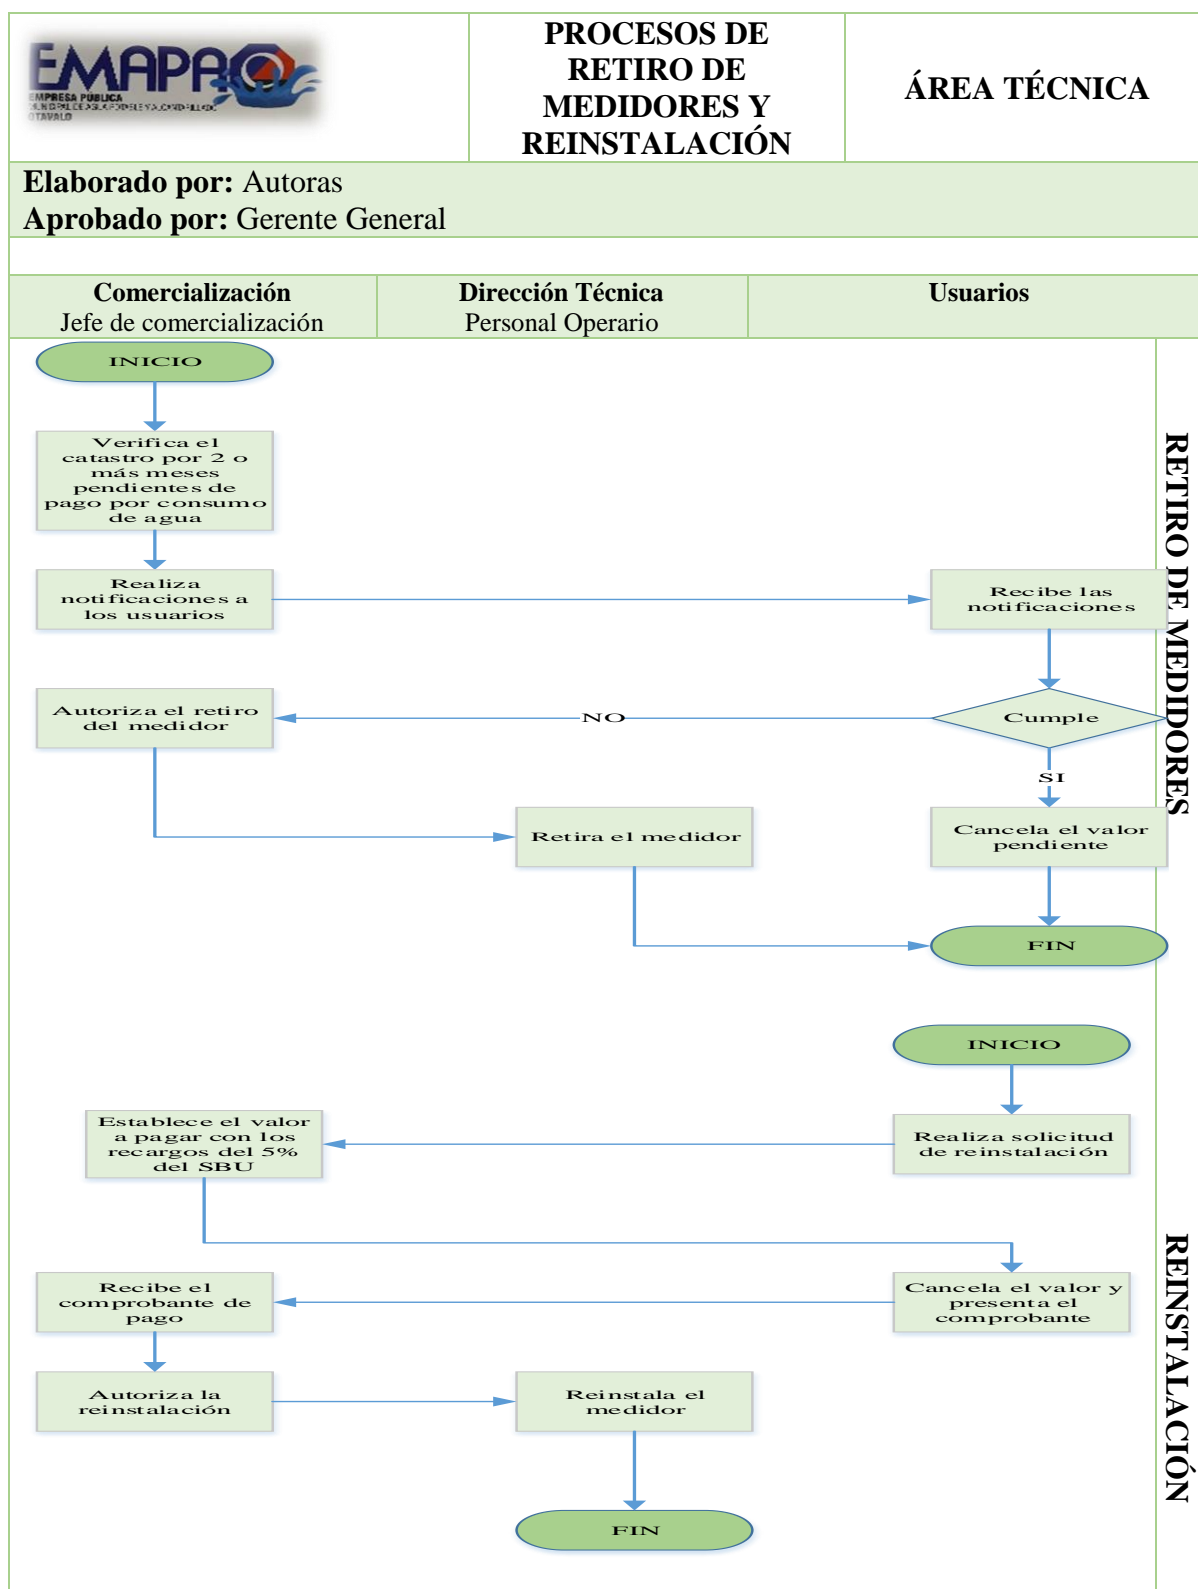 EMAPAO
EMPRESA PÚBLICA
OTAVALO
PROCESOS DE
RETIRO DE
MEDIDORES Y
REINSTALACIÓN
ÁREA TÉCNICA
Elaborado por: Autoras
Aprobado por: Gerente General
Comercialización
Jefe de comercialización
Dirección Técnica
Personal Operario
Usuarios
RETIRO DE MEDIDORES
INICIO
Verifica el
catastro por 2 o
más meses
pendientes de
pago por consumo
de agua
Realiza
notificaciones a
los usuarios
Recibe las
notificaciones
Autoriza el retiro
del medidor
NO
Cumple
SI
Retira el medidor
Cancela el valor
pendiente
FIN
REINSTALACIÓN
INICIO
Establece el valor
a pagar con los
recargos del 5%
del SBU
Realiza solicitud
de reinstalación
Recibe el
comprobante de
pago
Cancela el valor y
presenta el
comprobante
Autoriza la
reinstalación
Reinstala el
medidor
FIN